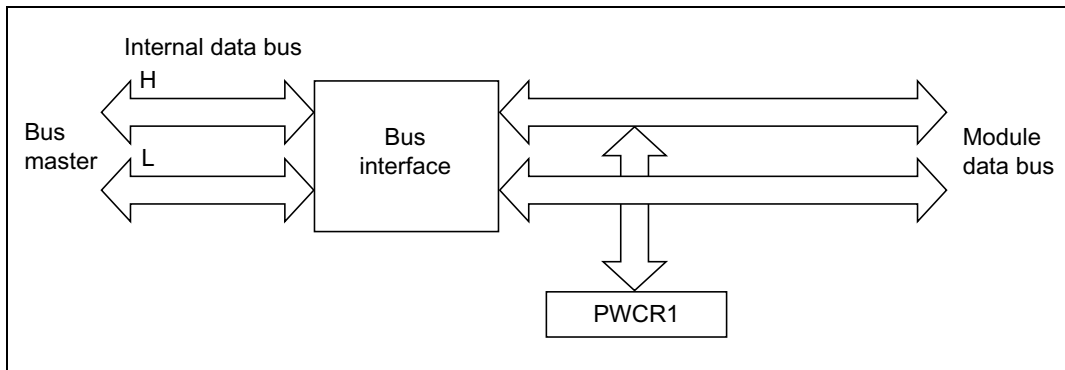 Internal data bus
H
Bus
master
L
Bus
interface
Module
data bus
PWCR1